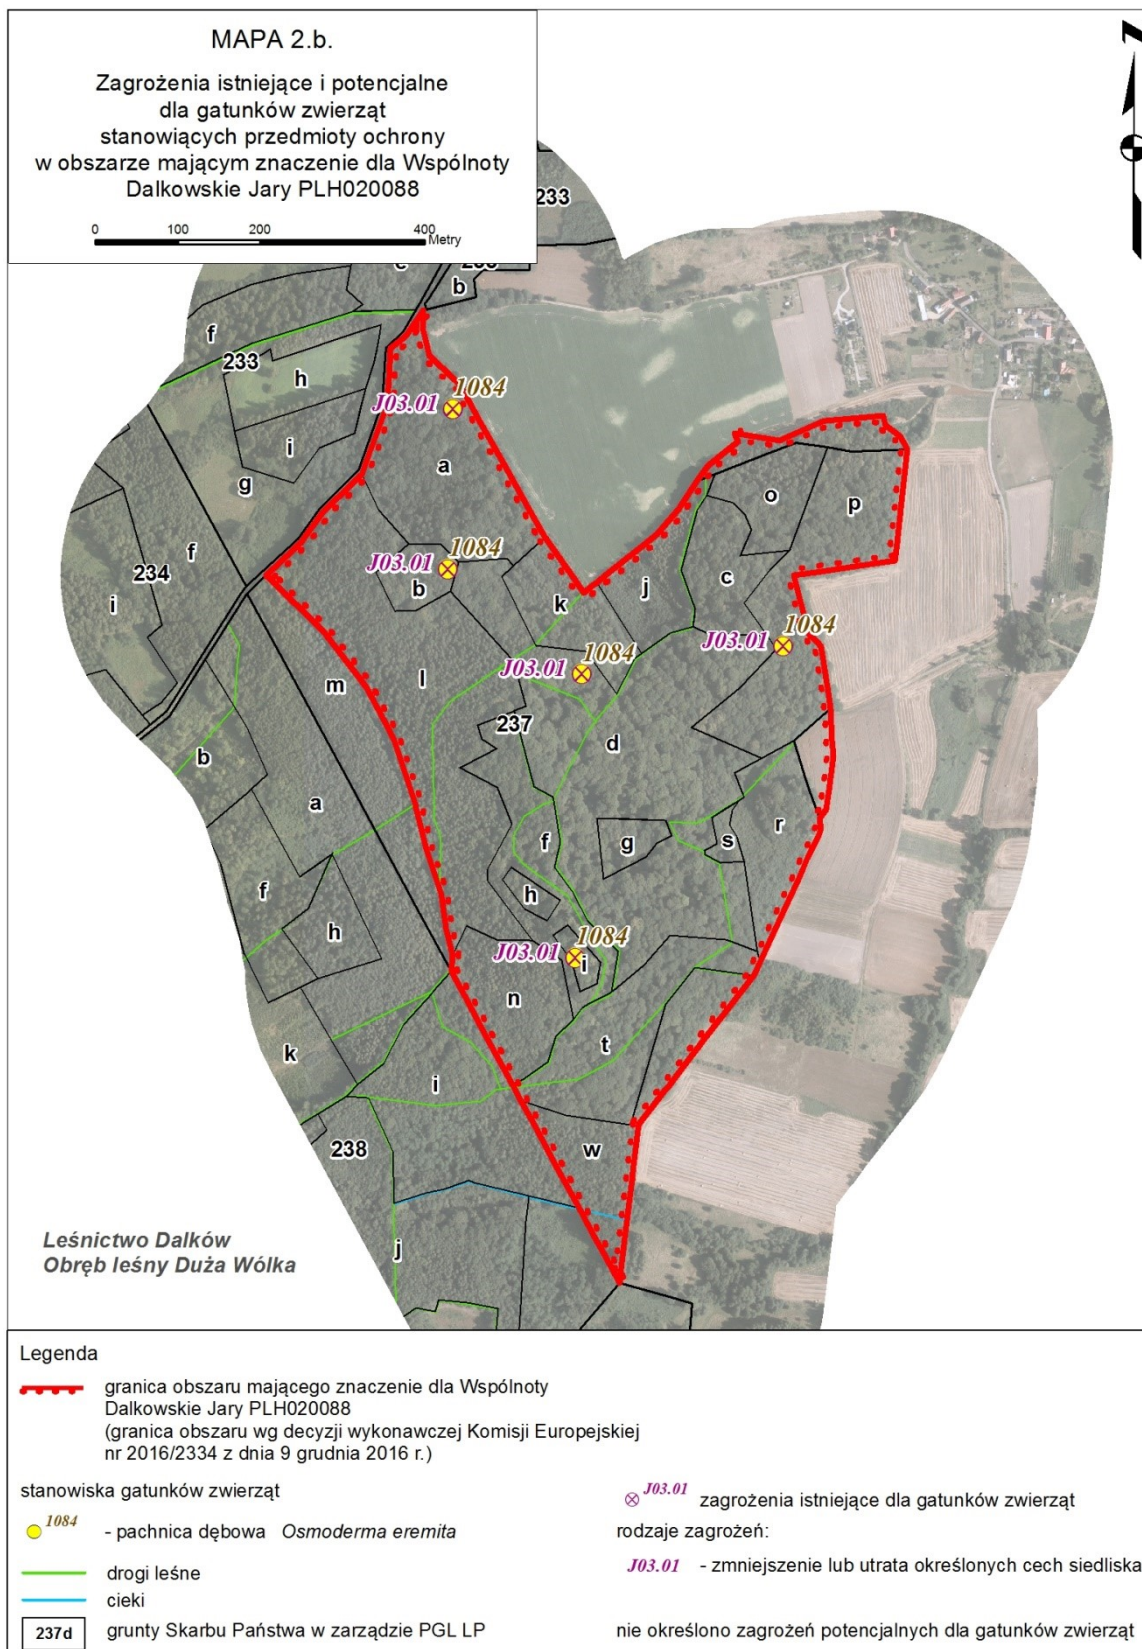 MAPA 2.b.
Zagrożenia istniejące i potencjalne
dla gatunków zwierząt
stanowiących przedmioty ochrony
w obszarze mającym znaczenie dla Wspólnoty
Dalkowskie Jary PLH020088
0 100 200 400
Metry
233
b
f
233
h
i
g
J03.01 1084
a
o
p
f
234
i
J03.01 1084
b
k
j
c
J03.01 1084
J03.01 1084
m
l
237
d
b
a
f
g
s
r
f
h
h
J03.01 1084
i
n
t
k
i
238
w
j
Leśnictwo Dalków
Obręb leśny Duża Wólka
Legenda
granica obszaru mającego znaczenie dla Wspólnoty
Dalkowskie Jary PLH020088
(granica obszaru wg decyzji wykonawczej Komisji Europejskiej
nr 2016/2334 z dnia 9 grudnia 2016 r.)
stanowiska gatunków zwierząt
1084 - pachnica dębowa Osmoderma eremita
drogi leśne
cieki
237d grunty Skarbu Państwa w zarządzie PGL LP
J03.01 zagrożenia istniejące dla gatunków zwierząt
rodzaje zagrożeń:
J03.01 - zmniejszenie lub utrata określonych cech siedliska
nie określono zagrożeń potencjalnych dla gatunków zwierząt